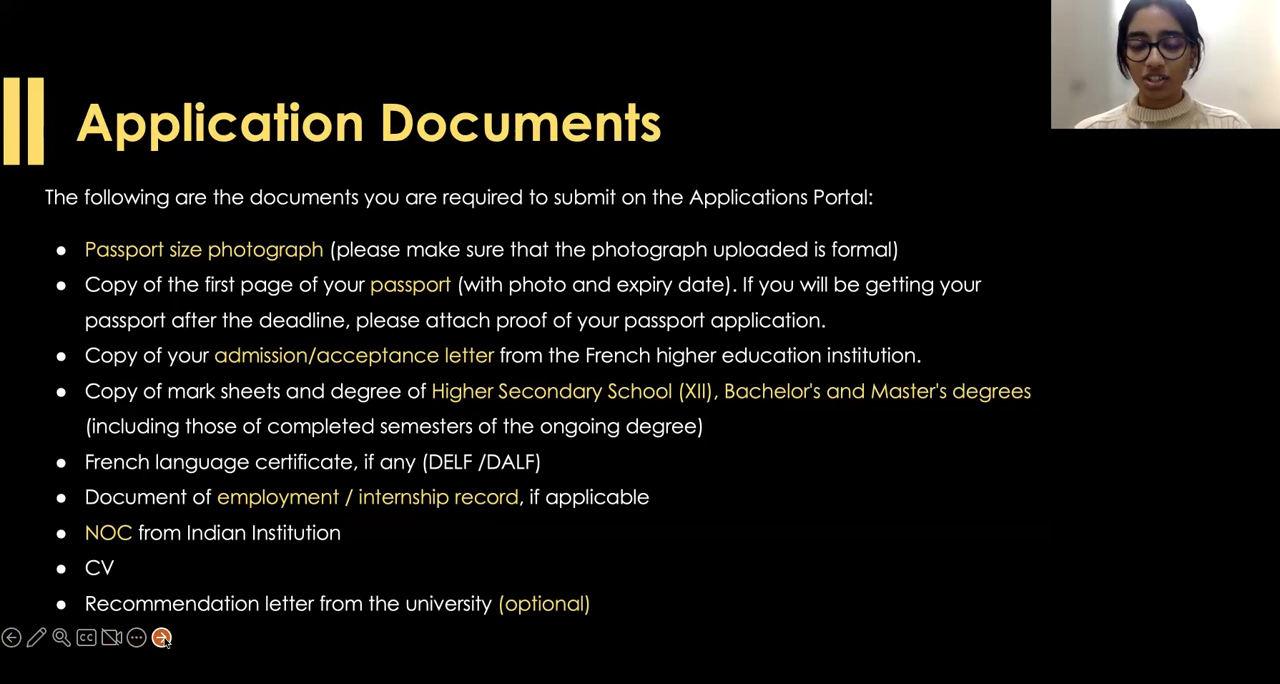 Application Documents
The following are the documents you are required to submit on the Applications Portal:
● Passport size photograph (please make sure that the photograph uploaded is formal)
● Copy of the first page of your passport (with photo and expiry date). If you will be getting your
passport after the deadline, please attach proof of your passport application.
● Copy of your admission/acceptance letter from the French higher education institution.
● Copy of mark sheets and degree of Higher Secondary School (XII), Bachelor's and Master's degrees
(including those of completed semesters of the ongoing degree)
● French language certificate, if any (DELF /DALF)
● Document of employment / internship record, if applicable
● NOC from Indian Institution
● CV
● Recommendation letter from the university (optional)
CC